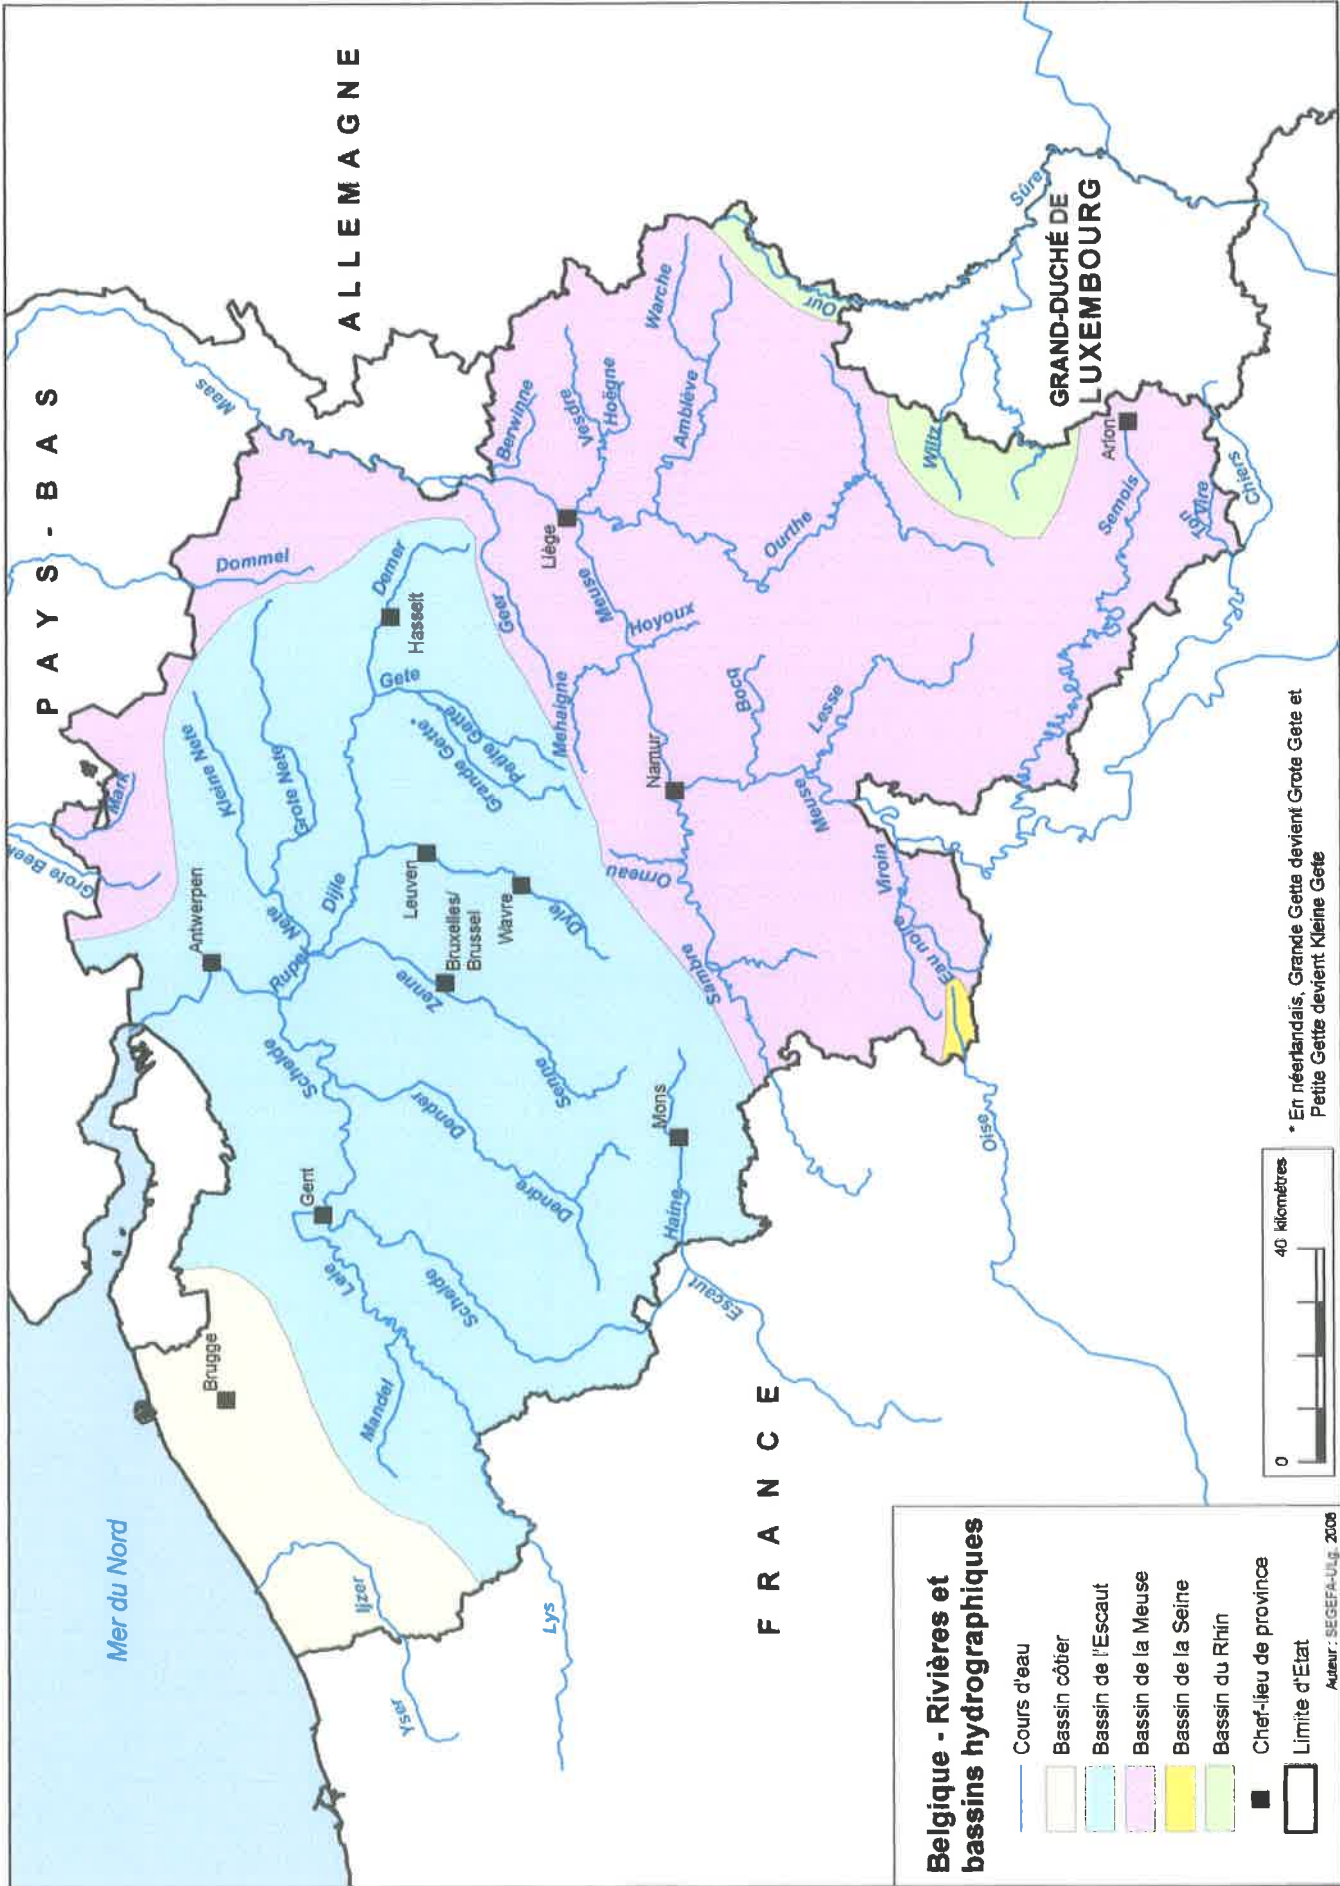 PAYS-BAS
ALLEMAGNE
FRANCE
GRAND-DUCHÉ DE
LUXEMBOURG
Mer du Nord
Maas
Dommel
Mark
Grote Beek
Kleine Nete
Grote Nete
Nete
Antwerpen
Rupel
Schelde
Dijle
Demer
Hasselt
Gete
Grande Gette*
Petite Gette*
Leuven
Bruxelles/
Brussel
Wavre
Dyle
Zenne
Senne
Dender
Dendre
Gent
Leie
Schelde
Mandel
Brugge
Ijzer
Yser
Lys
Escaut
Haine
Mons
Geer
Berwinne
Vesdre
Hoëgne
Warche
Amblève
Liège
Meuse
Hoyoux
Mehaigne
Ourthe
Our
Sûre
Wiltz
Arlon
Semois
Ton
Vire
Chiers
Namur
Bocq
Lesse
Meuse
Orneau
Sambre
Viroin
Eau noire
Oise
* En néerlandais, Grande Gette devient Grote Gete et
Petite Gette devient Kleine Gete
0 40 kilomètres
Belgique - Rivières et
bassins hydrographiques
Cours d'eau
Bassin côtier
Bassin de l'Escaut
Bassin de la Meuse
Bassin de la Seine
Bassin du Rhin
Chef-lieu de province
Limite d'Etat
Auteur : SEGEFA-ULg, 2006